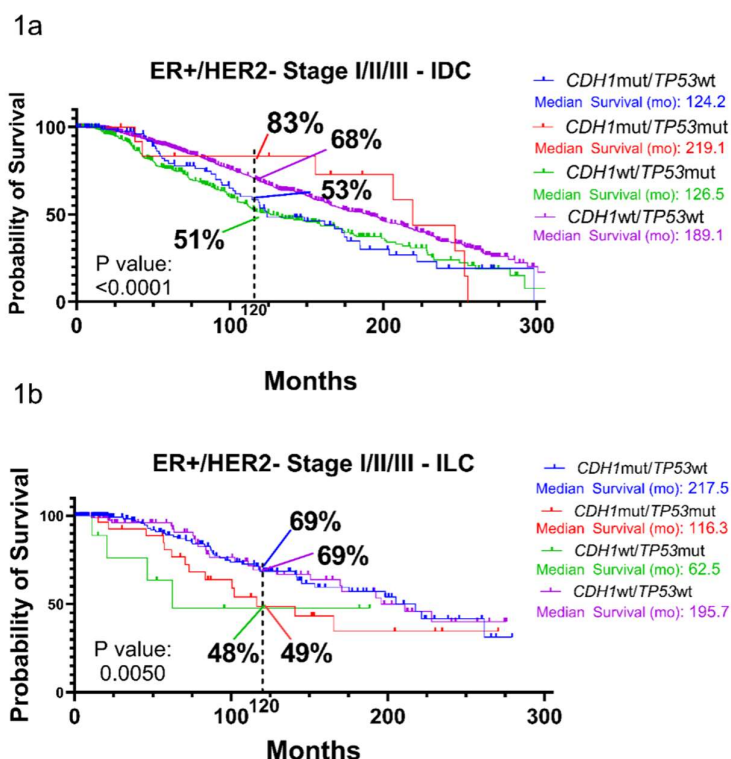 1a
ER+/HER2- Stage I/II/III - IDC
Probability of Survival
100
50
0
83%
68%
53%
51%
P value:
<0.0001
0
100
120
200
300
Months
CDH1mut/TP53wt
Median Survival (mo): 124.2
CDH1mut/TP53mut
Median Survival (mo): 219.1
CDH1wt/TP53mut
Median Survival (mo): 126.5
CDH1wt/TP53wt
Median Survival (mo): 189.1
1b
ER+/HER2- Stage I/II/III - ILC
Probability of Survival
100
50
0
69%
69%
48%
49%
P value:
0.0050
0
100
120
200
300
Months
CDH1mut/TP53wt
Median Survival (mo): 217.5
CDH1mut/TP53mut
Median Survival (mo): 116.3
CDH1wt/TP53mut
Median Survival (mo): 62.5
CDH1wt/TP53wt
Median Survival (mo): 195.7